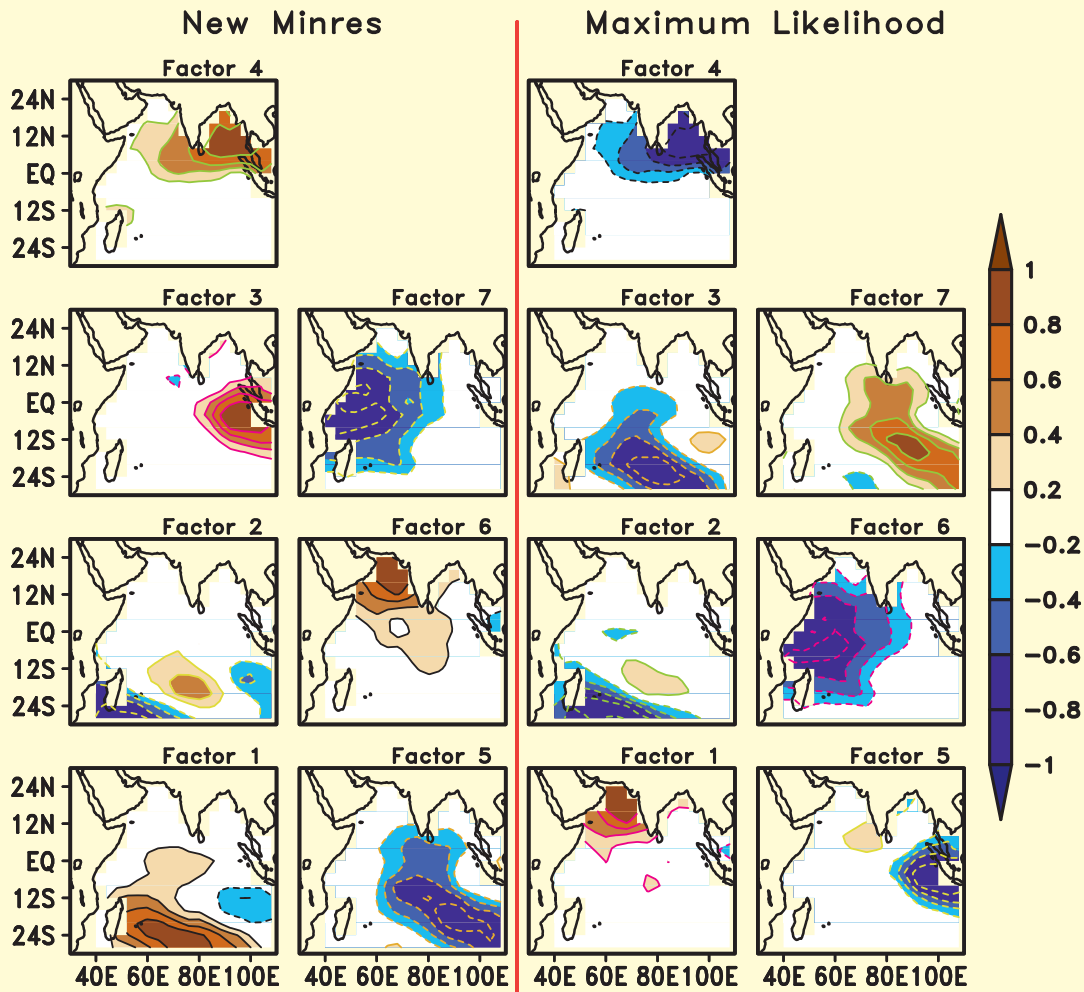 New Minres Maximum Likelihood
Factor 4 Factor 4
24N
12N
EQ
12S
24S
Factor 3 Factor 7 Factor 3 Factor 7
24N
12N
EQ
12S
24S
Factor 2 Factor 6 Factor 2 Factor 6
24N
12N
EQ
12S
24S
Factor 1 Factor 5 Factor 1 Factor 5
24N
12N
EQ
12S
24S
40E 60E 80E 100E 40E 60E 80E 100E 40E 60E 80E 100E 40E 60E 80E 100E
1
0.8
0.6
0.4
0.2
−0.2
−0.4
−0.6
−0.8
−1